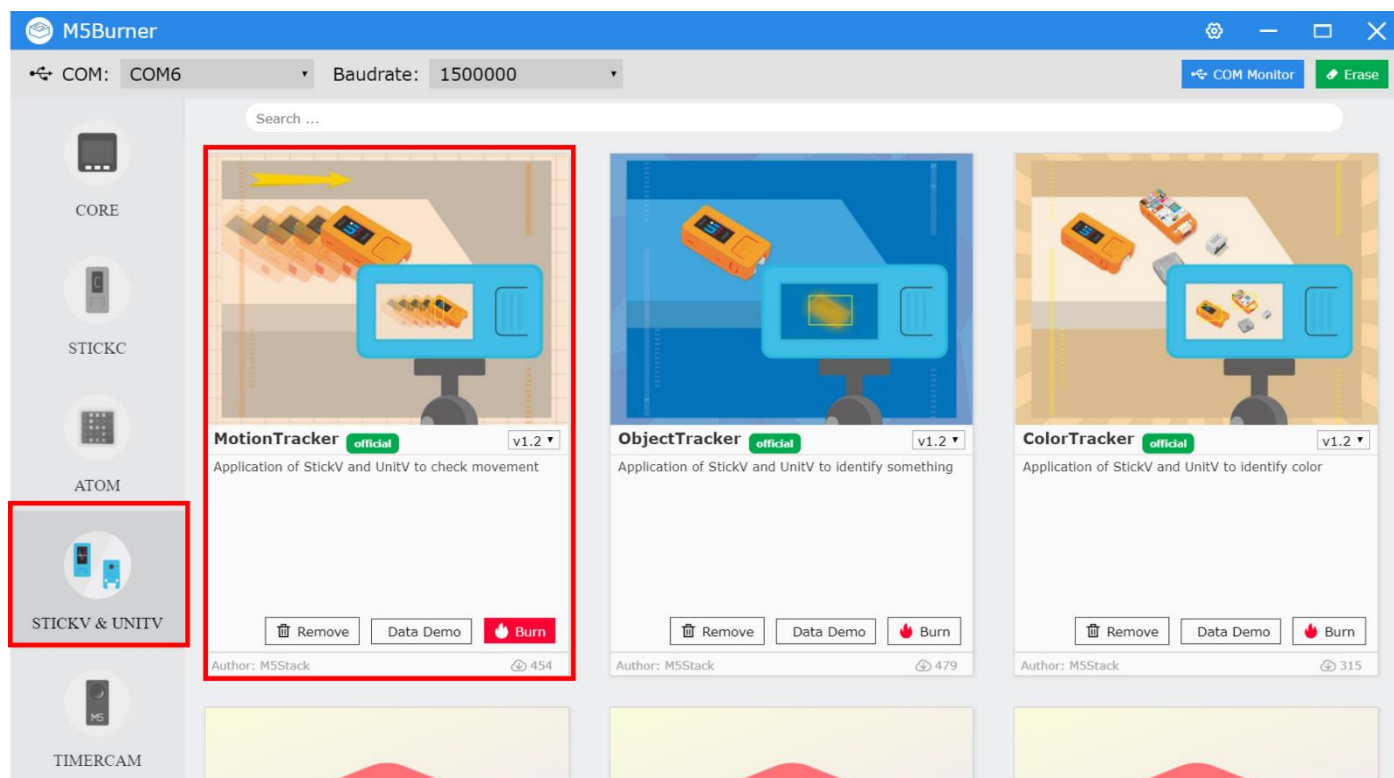 M5Burner
COM: COM6 Baudrate: 1500000 COM Monitor Erase
Search ...
CORE
STICKC
ATOM
STICKV & UNITV
TIMERCAM
M5
MotionTracker official v1.2
Application of StickV and UnitV to check movement
Remove Data Demo Burn
Author: M5Stack 454
ObjectTracker official v1.2
Application of StickV and UnitV to identify something
Remove Data Demo Burn
Author: M5Stack 479
ColorTracker official v1.2
Application of StickV and UnitV to identify color
Remove Data Demo Burn
Author: M5Stack 315